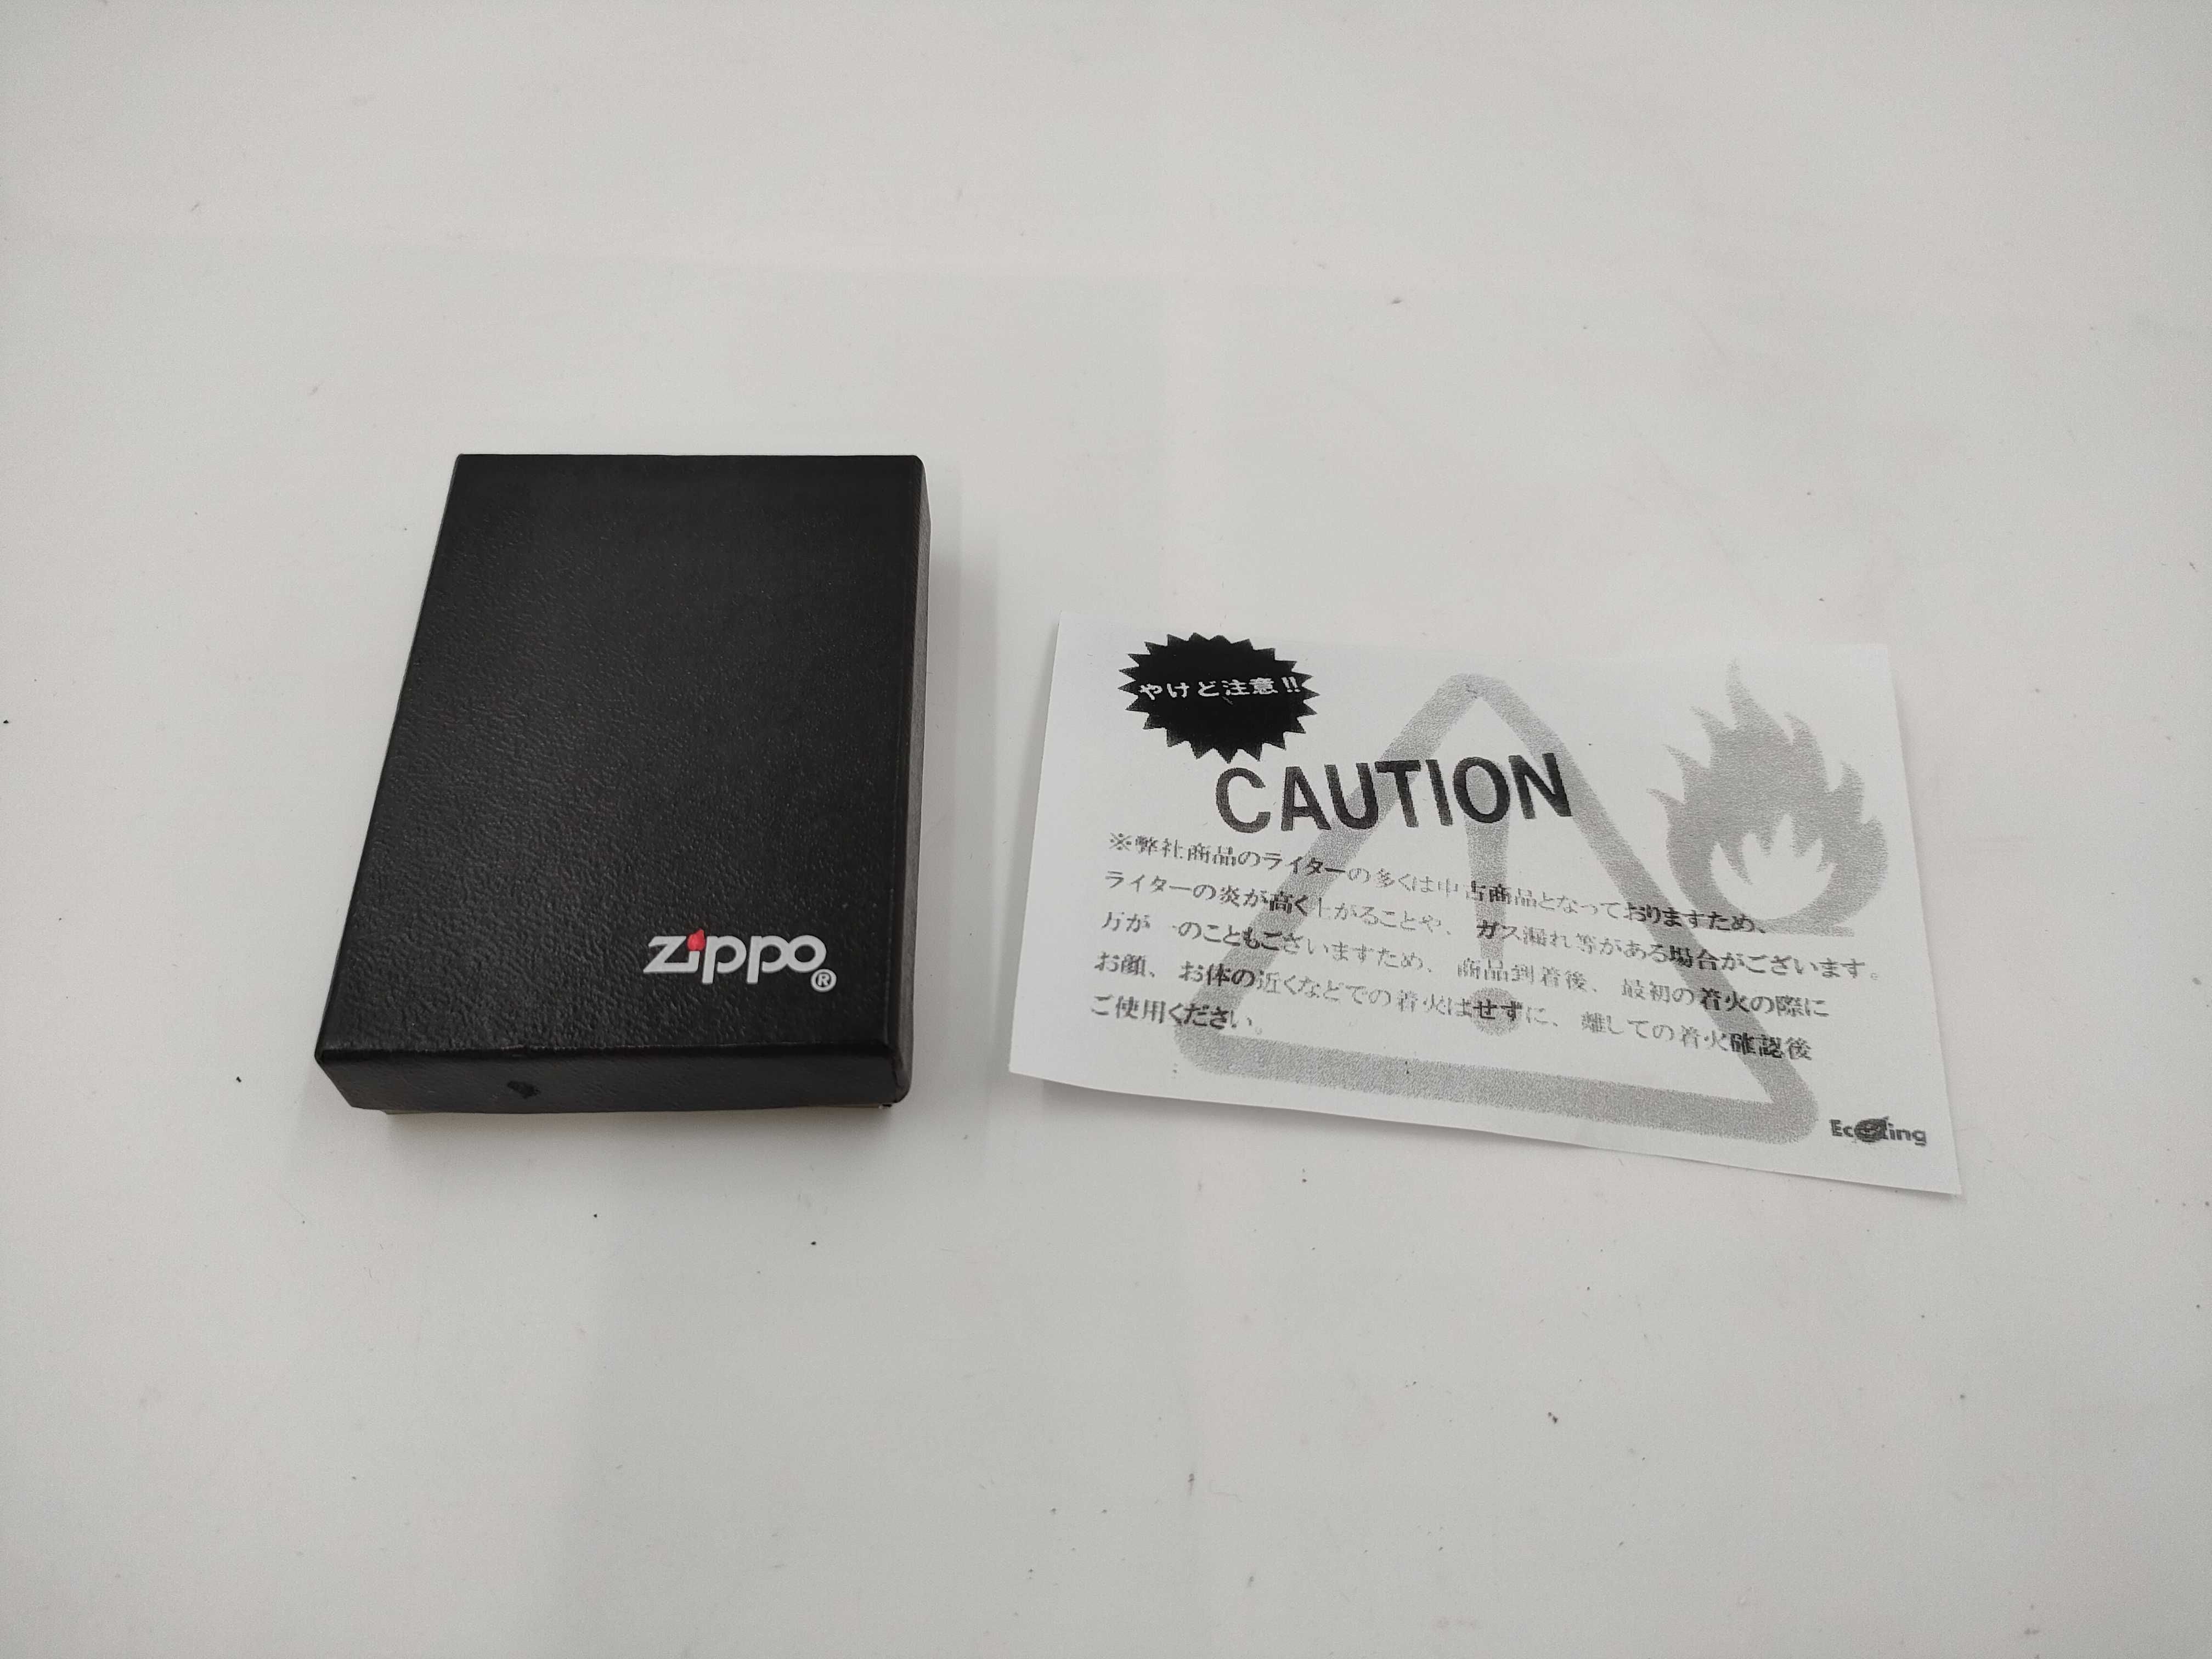 zippo®
やけど注意!!
CAUTION
※弊社商品のライターの多くは中古商品となっておりますため、
ライターの炎が高く上がることや、ガス漏れ等がある場合がございます。
万が一のこともございますため、商品到着後、最初の着火の際に
お顔、お体の近くなどでの着火はせずに、離しての着火確認後
ご使用ください。
EcoRing